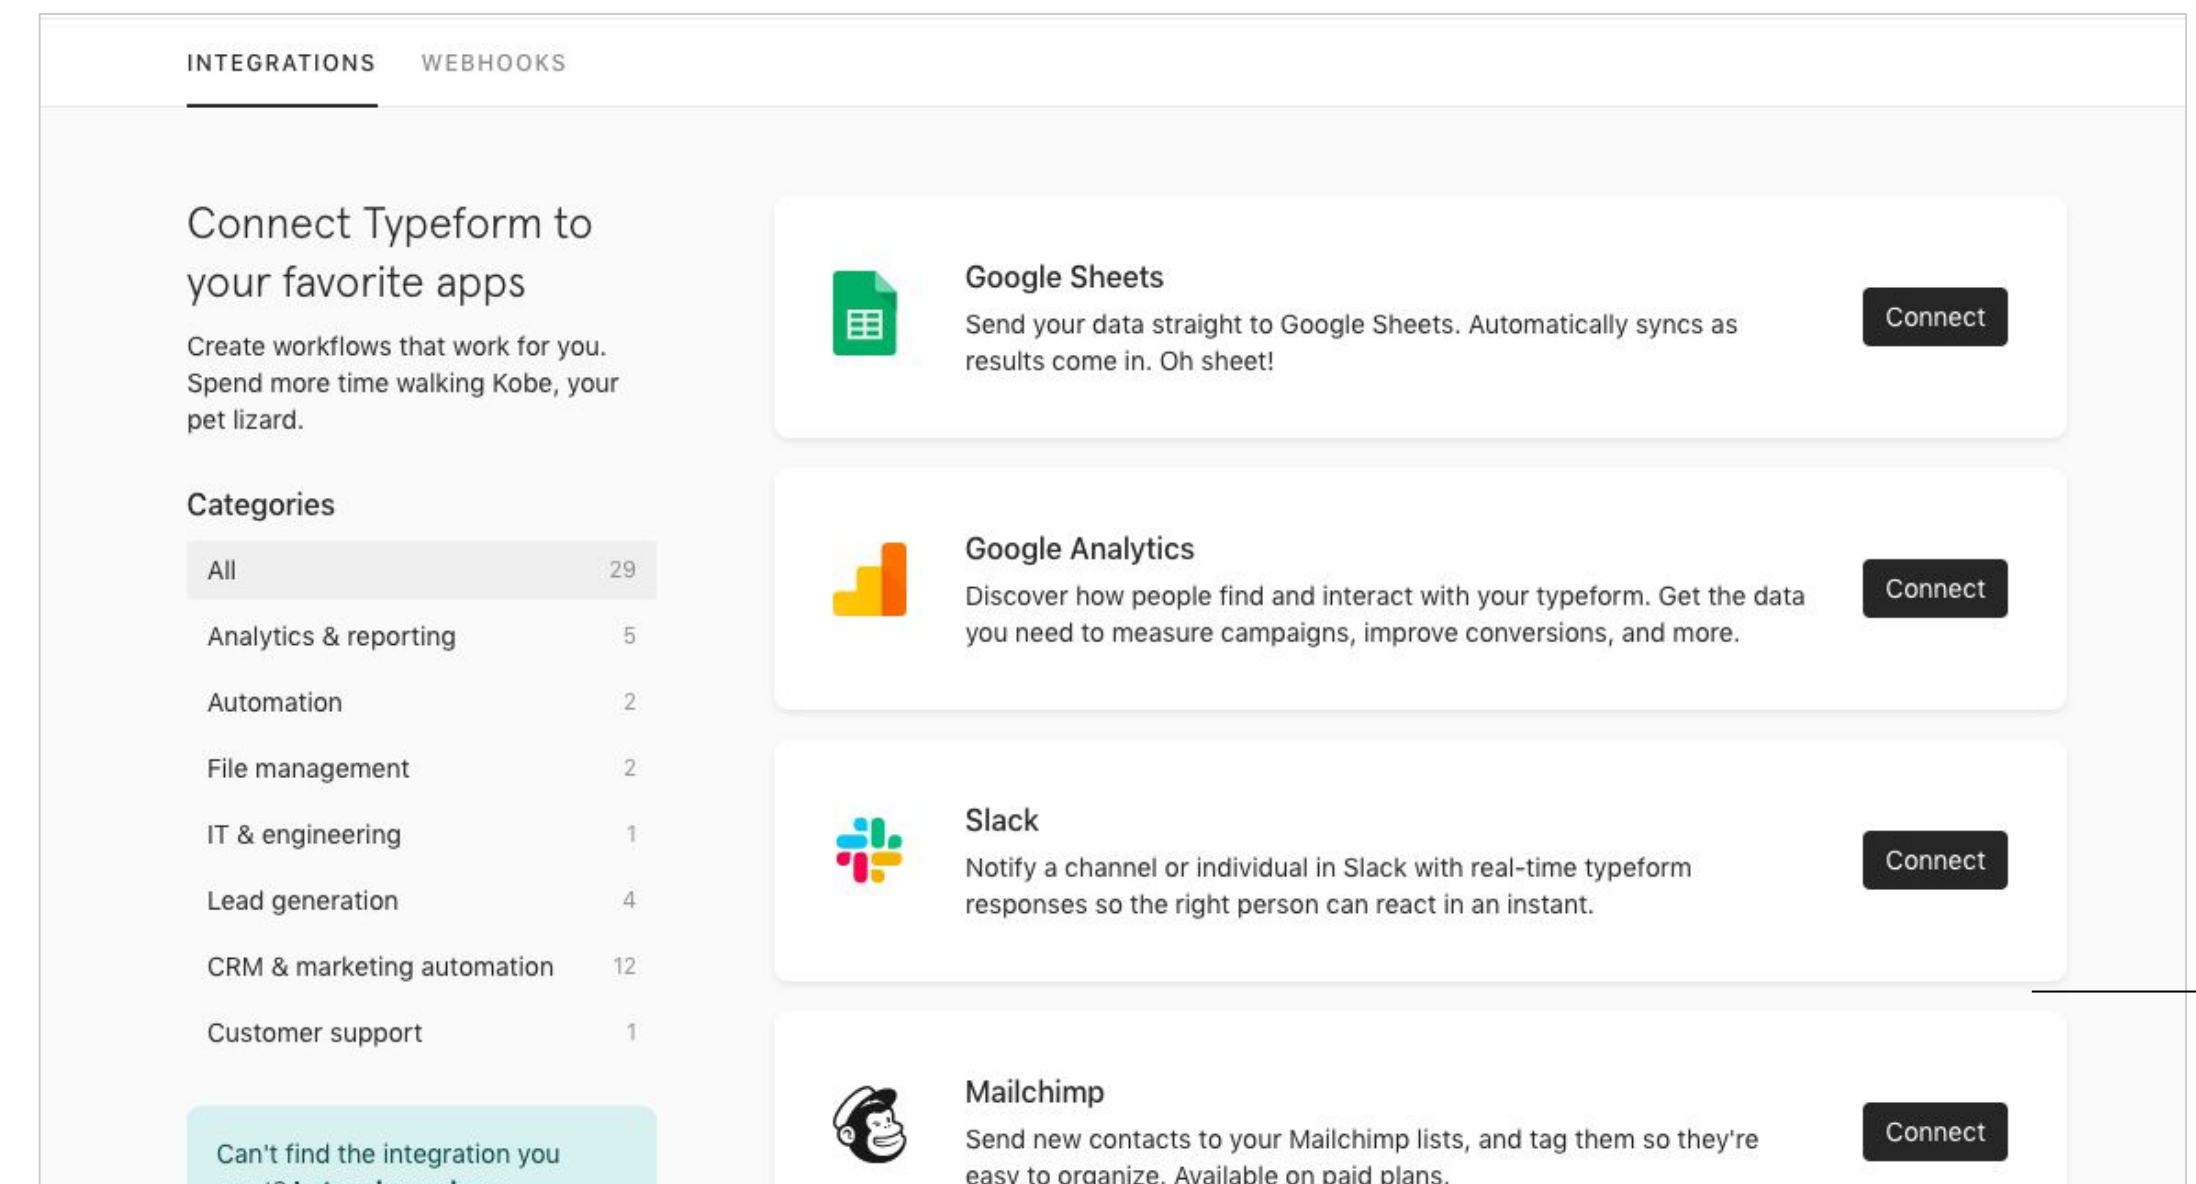 INTEGRATIONS WEBHOOKS
Connect Typeform to
your favorite apps
Create workflows that work for you.
Spend more time walking Kobe, your
pet lizard.
Categories
All 29
Analytics & reporting 5
Automation 2
File management 2
IT & engineering 1
Lead generation 4
CRM & marketing automation 12
Customer support 1
Can't find the integration you
Google Sheets
Send your data straight to Google Sheets. Automatically syncs as
results come in. Oh sheet!
Connect
Google Analytics
Discover how people find and interact with your typeform. Get the data
you need to measure campaigns, improve conversions, and more.
Connect
Slack
Notify a channel or individual in Slack with real-time typeform
responses so the right person can react in an instant.
Connect
Mailchimp
Send new contacts to your Mailchimp lists, and tag them so they're
easy to organize. Available on paid plans.
Connect